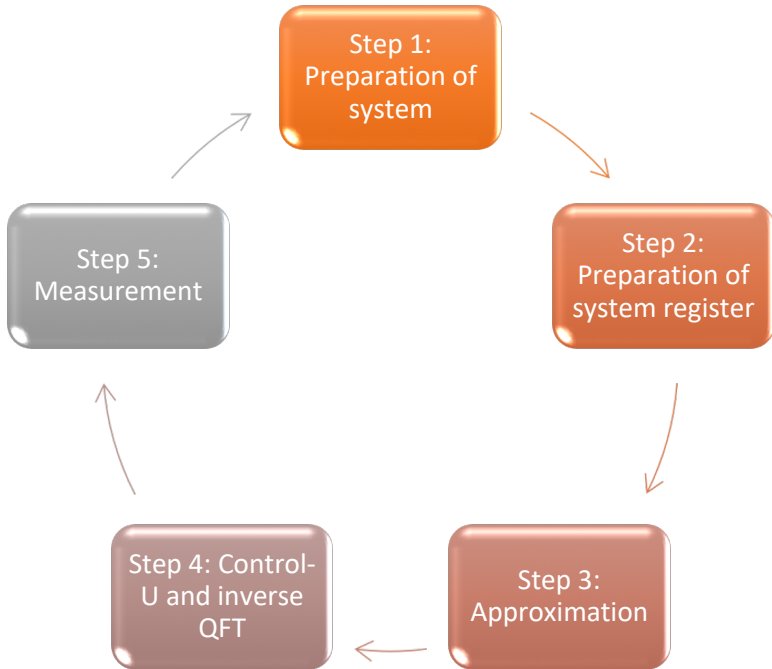 Step 1:
Preparation of
system
Step 2:
Preparation of
system register
Step 3:
Approximation
Step 4: Control-
U and inverse
QFT
Step 5:
Measurement